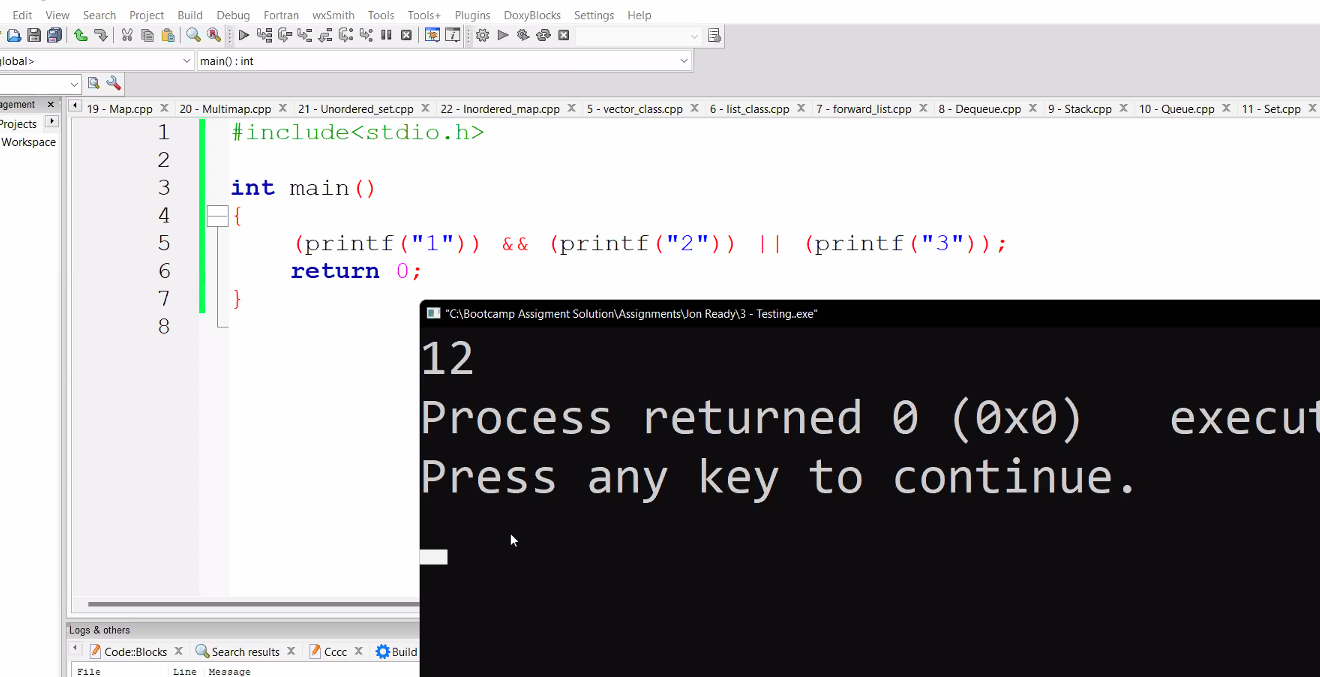 Edit View Search Project Build Debug Fortran wxSmith Tools Tools+ Plugins DoxyBlocks Settings Help
global> main() : int
agement
19 - Map.cpp 20 - Multimap.cpp 21 - Unordered_set.cpp 22 - Inordered_map.cpp 5 - vector_class.cpp 6 - list_class.cpp 7 - forward_list.cpp 8 - Dequeue.cpp 9 - Stack.cpp 10 - Queue.cpp 11 - Set.cpp
Projects
Workspace
1 #include<stdio.h>
2
3 int main()
4 {
5 (printf("1")) && (printf("2")) || (printf("3"));
6 return 0;
7 }
8
"C:\Bootcamp Assigment Solution\Assignments\Jon Ready\3 - Testing..exe"
12
Process returned 0 (0x0) execut
Press any key to continue.
Logs & others
Code::Blocks Search results Cccc Build
File Line Message